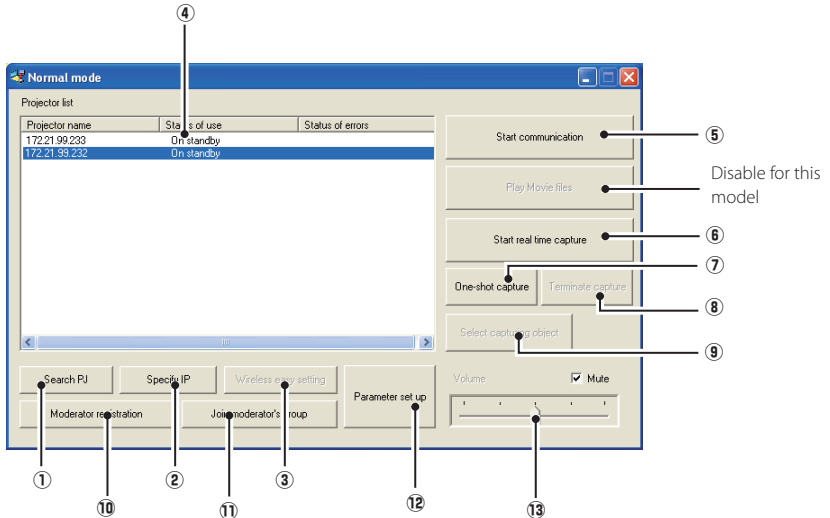 ④
Normal mode
Projector list
Projector name Status of use Status of errors
172.21.99.233 On standby
172.21.99.232 On standby
Start communication ⑤
Play Movie files Disable for this
model
Start real time capture ⑥
⑦
One-shot capture Terminate capture
⑧
Select capturing object ⑨
Search PJ Specify IP Wireless easy setting
Parameter set up
Volume Mute
Moderator registration Join moderator's group
① ② ③
⑩ ⑪ ⑫ ⑬